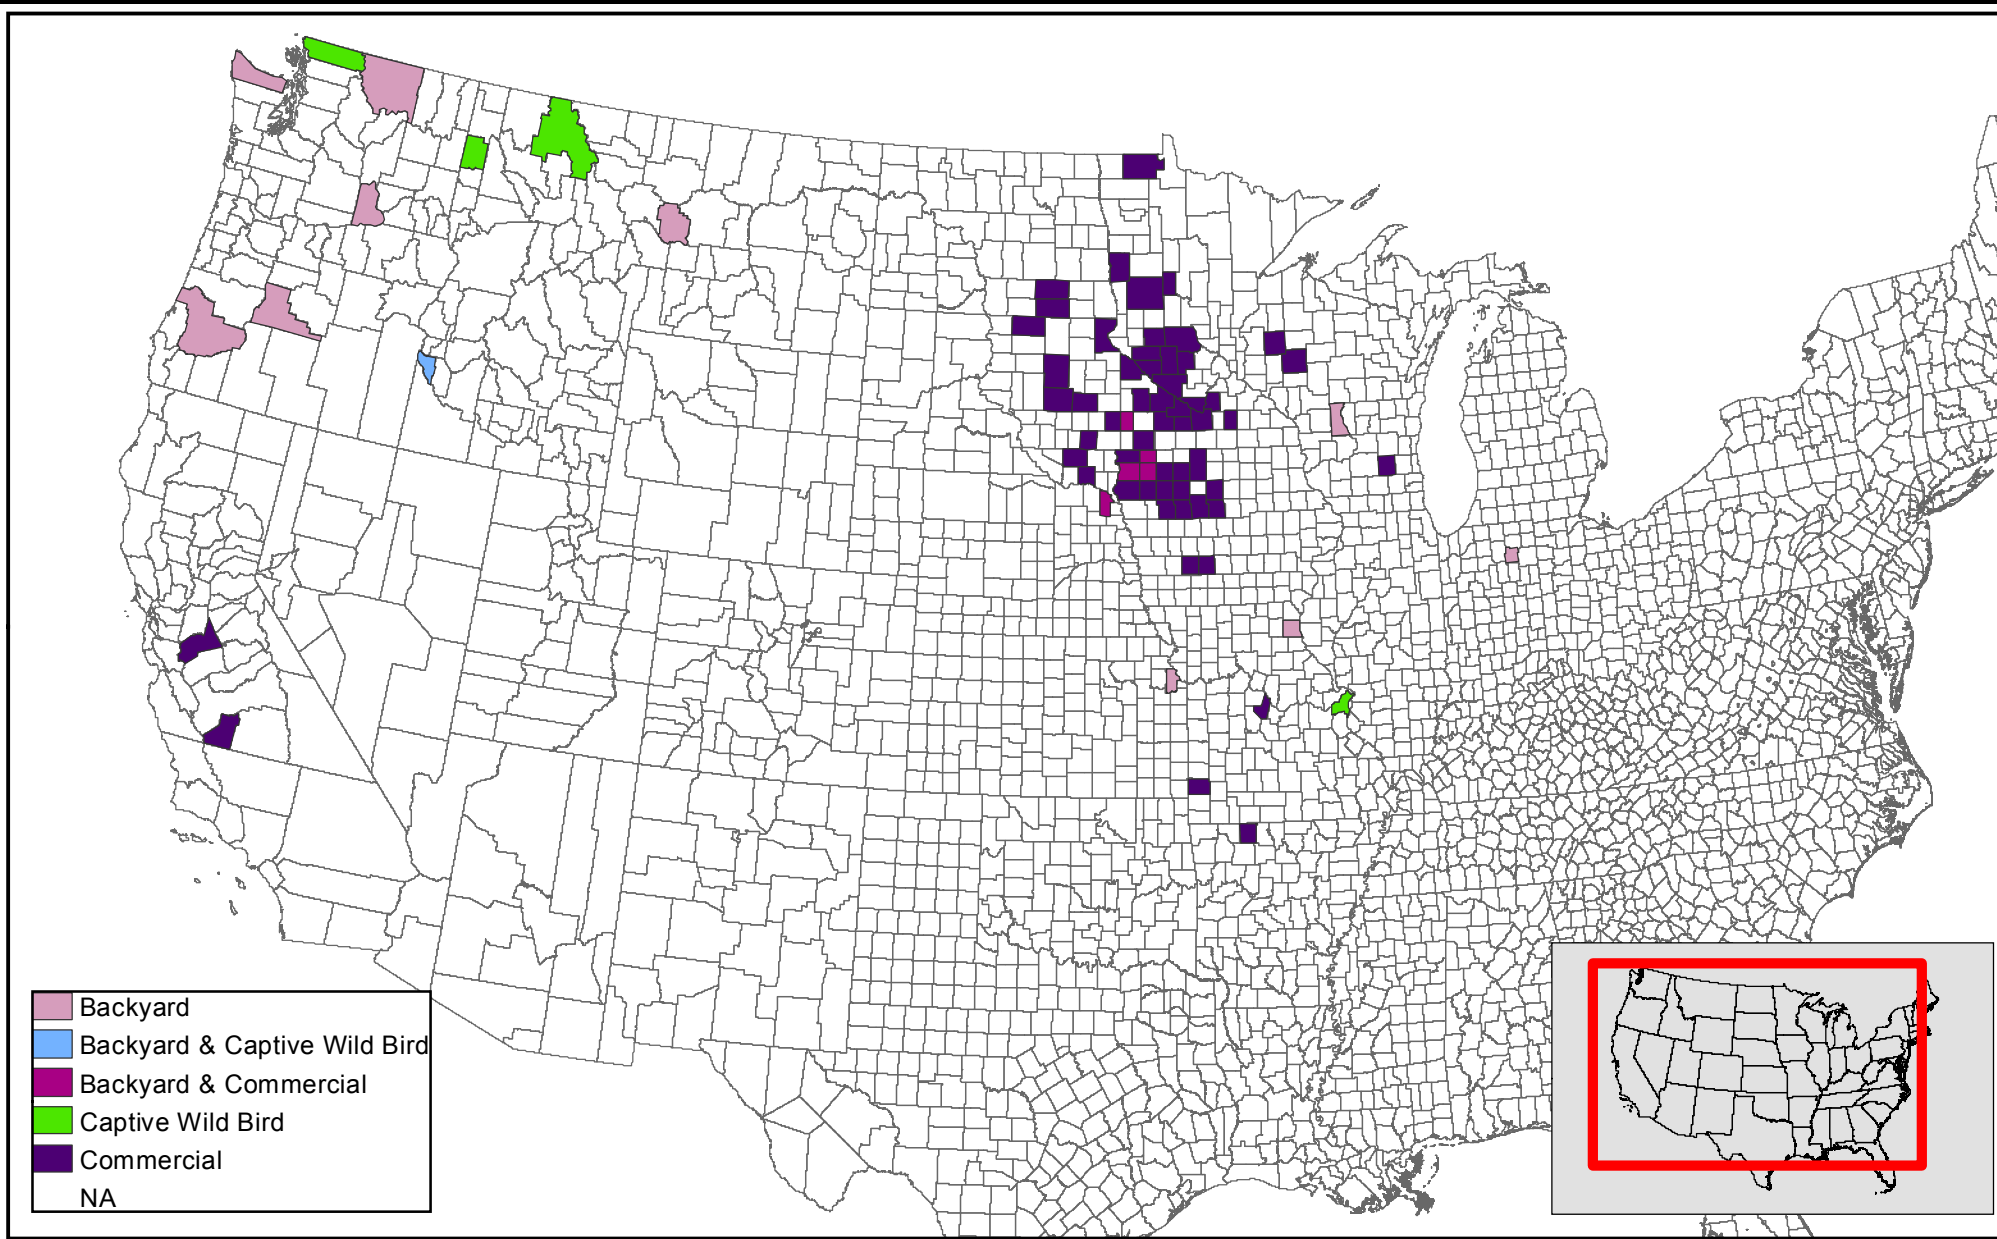 Backyard
Backyard & Captive Wild Bird
Backyard & Commercial
Captive Wild Bird
Commercial
NA